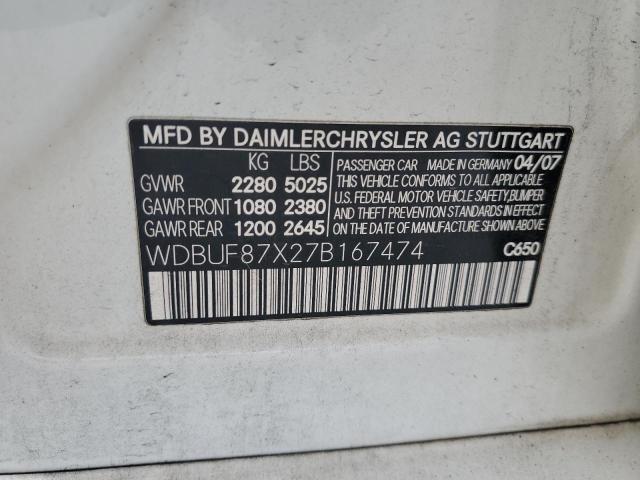 MFD BY DAIMLERCHRYSLER AG STUTTGART
KG LBS
GVWR 2280 5025
GAWR FRONT 1080 2380
GAWR REAR 1200 2645
PASSENGER CAR MADE IN GERMANY 04/07
THIS VEHICLE CONFORMS TO ALL APPLICABLE
U.S. FEDERAL MOTOR VEHICLE SAFETY, BUMPER,
AND THEFT PREVENTION STANDARDS IN EFFECT
ON THE DATE OF MANUFACTURE SHOWN ABOVE
WDBUF87X27B167474
C650